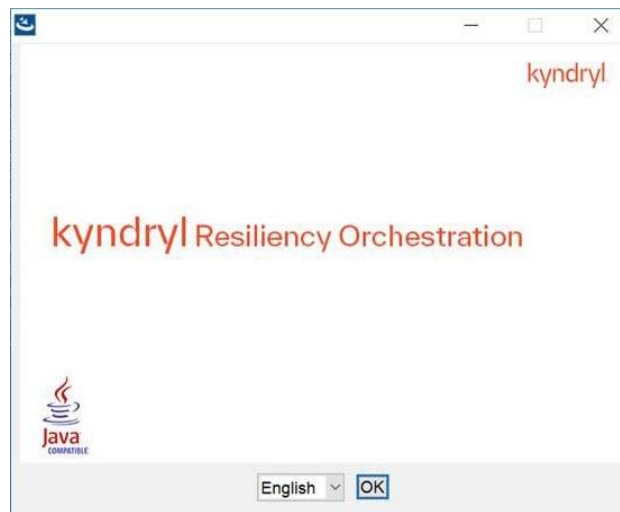 kyndryl
kyndryl Resiliency Orchestration
Java
COMPATIBLE
English OK